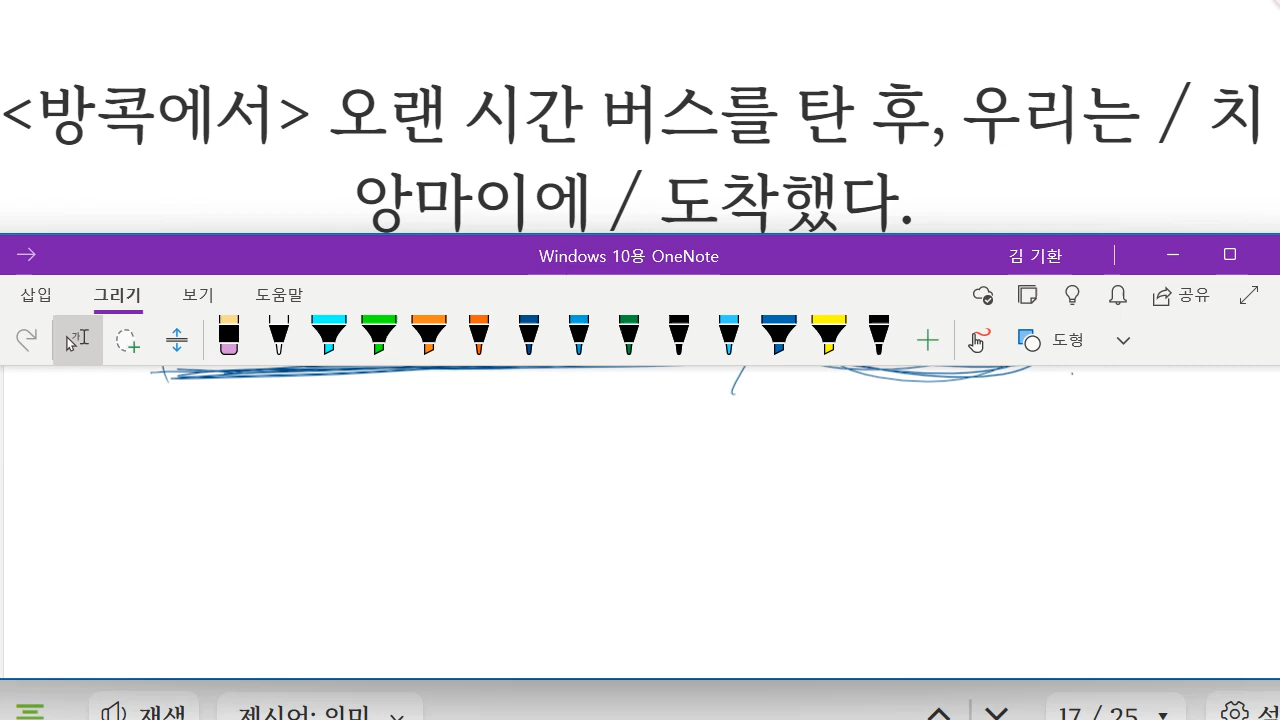 <방콕에서> 오랜 시간 버스를 탄 후, 우리는 / 치
앙마이에 / 도착했다.
Windows 10용 OneNote
김 기환
삽입 그리기 보기 도움말
공유
가
도형
재생
제시어: 의미
17 / 25